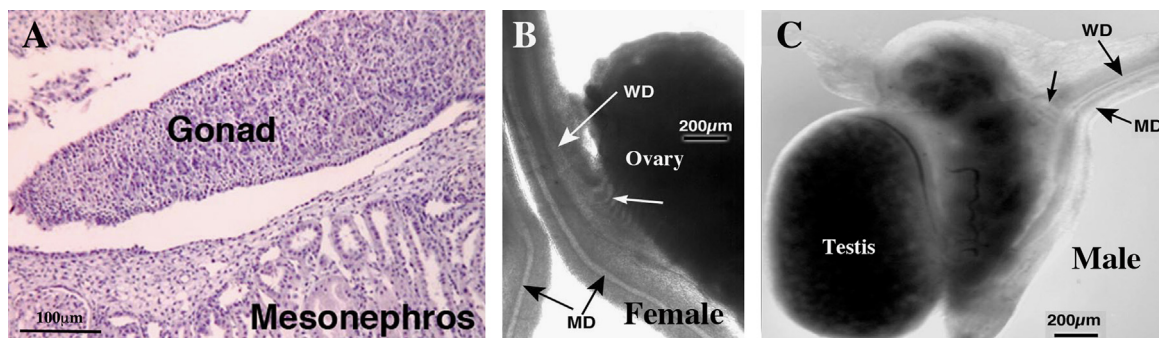 A
Gonad
100µm
Mesonephros
B
WD
200µm
Ovary
MD
Female
C
WD
MD
Testis
Male
200µm